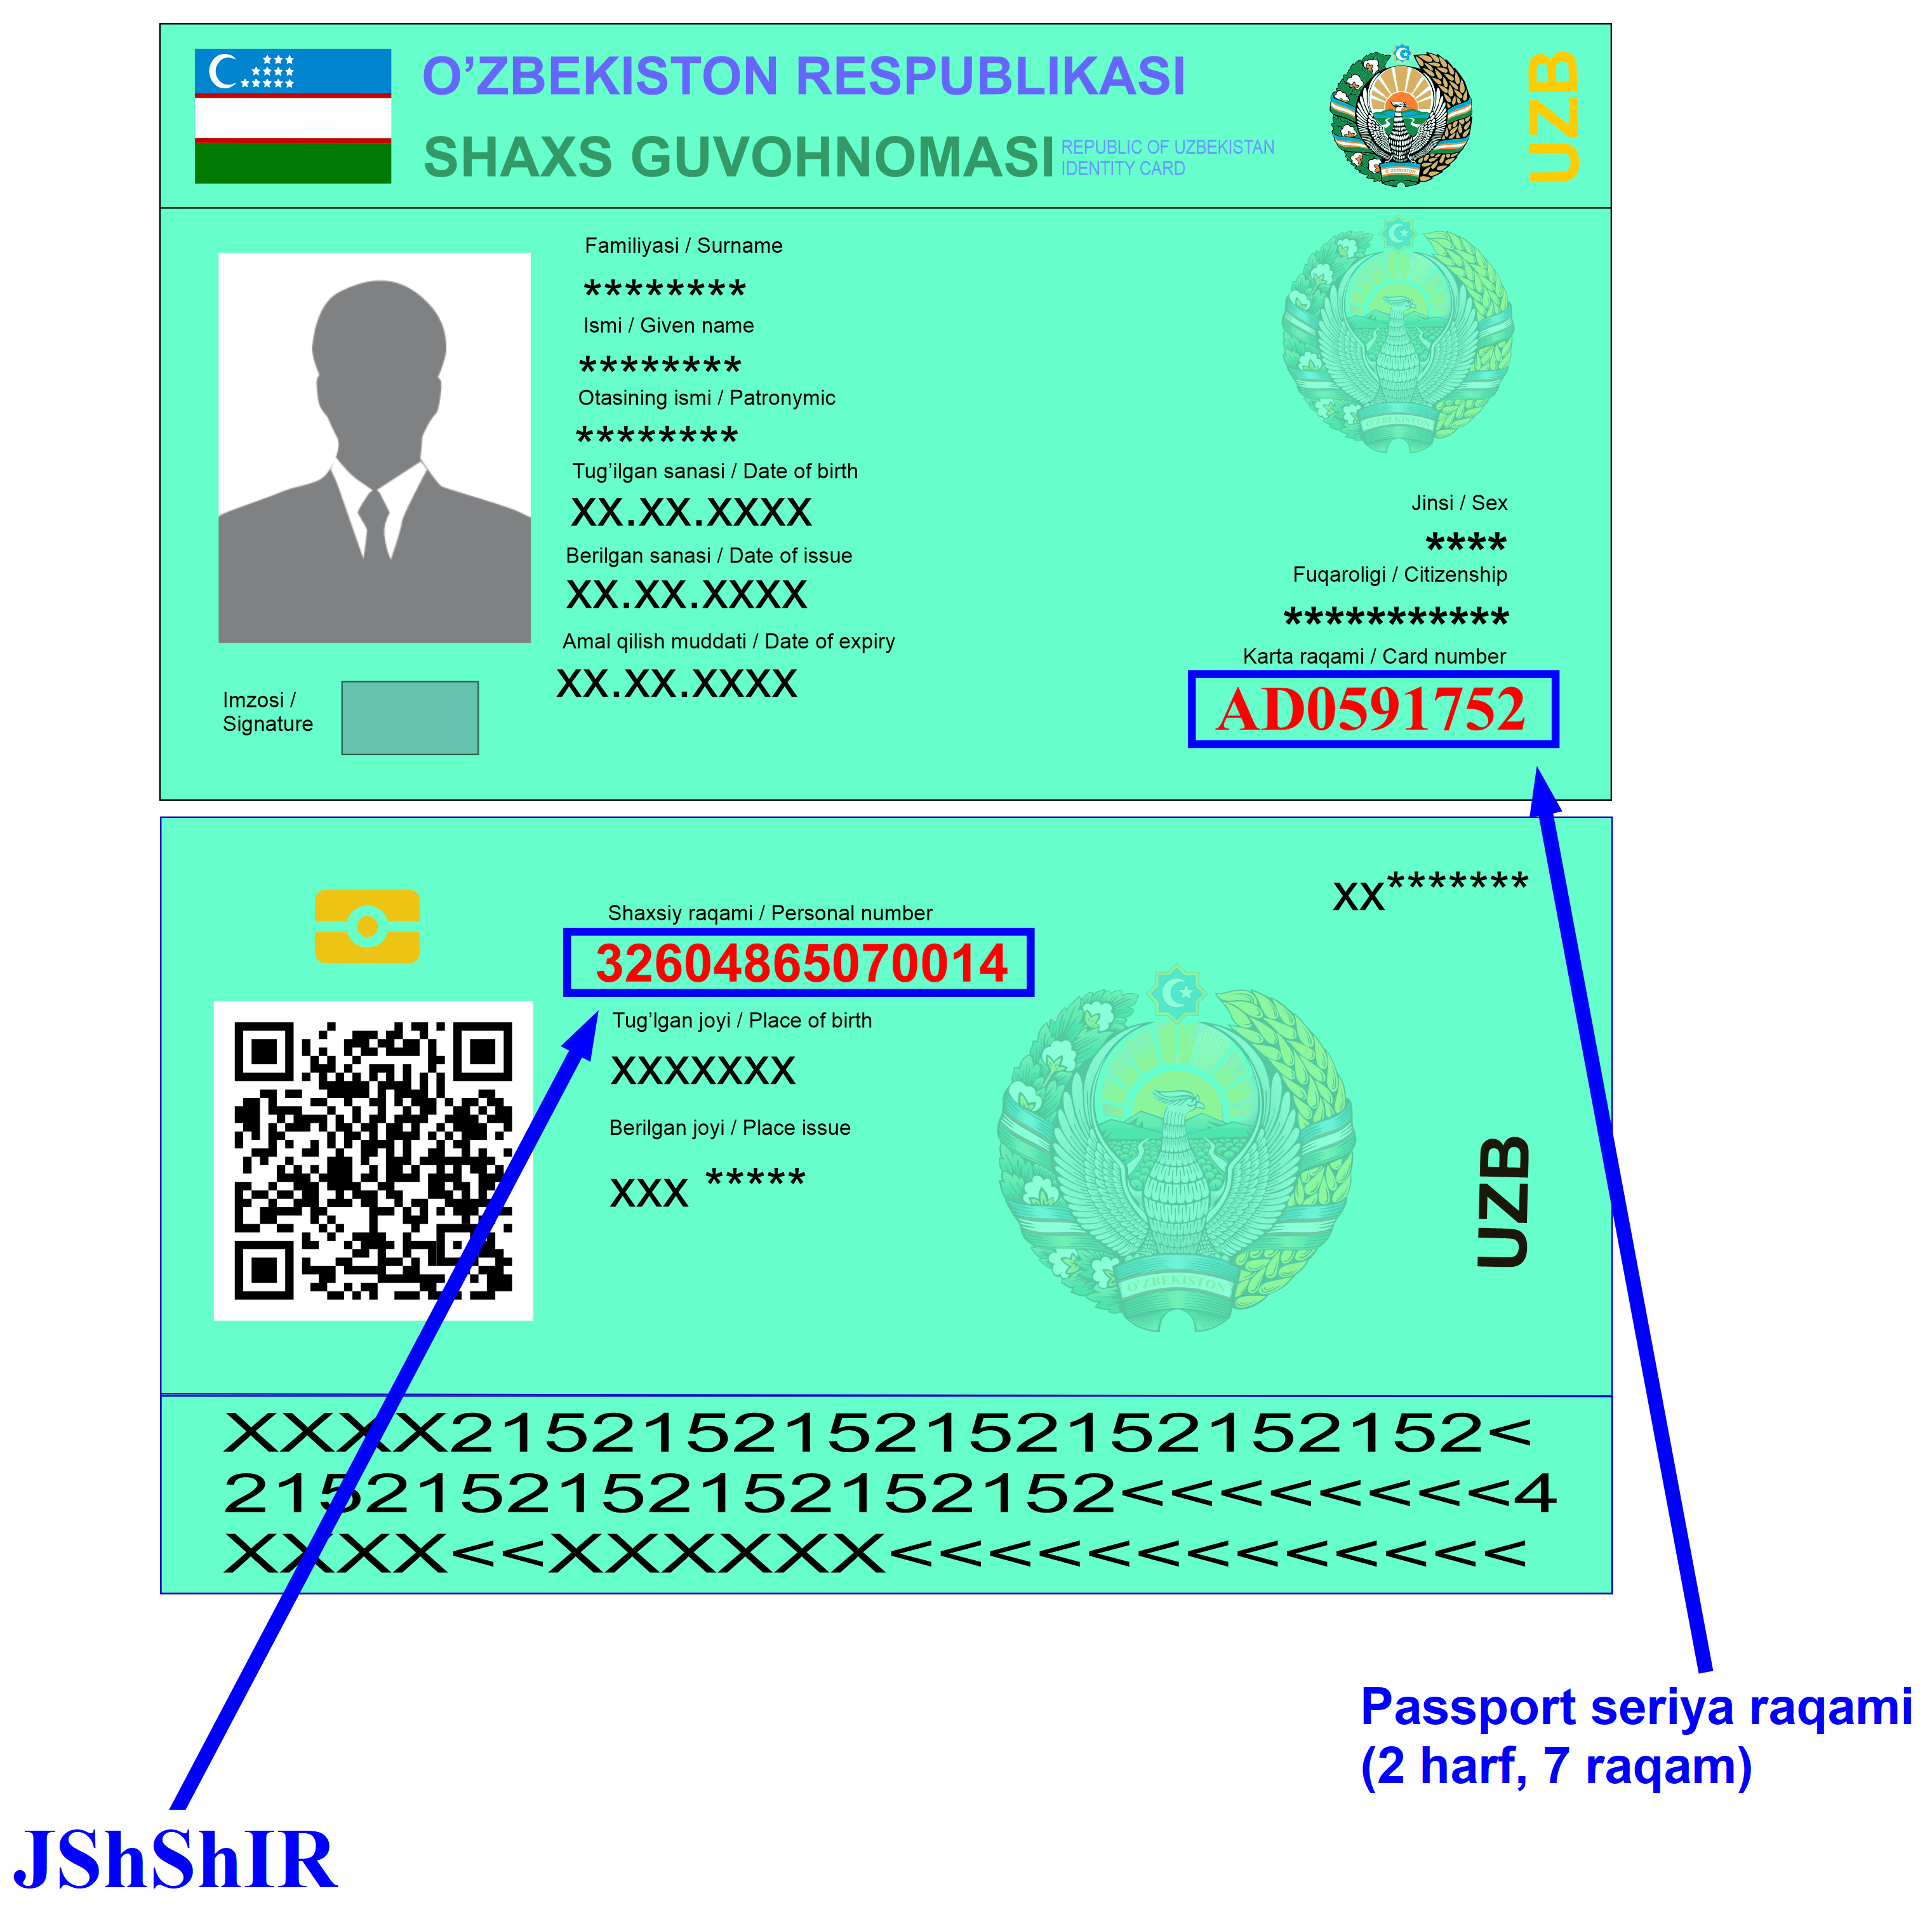 O’ZBEKISTON RESPUBLIKASI
SHAXS GUVOHNOMASI
REPUBLIC OF UZBEKISTAN
IDENTITY CARD
UZB
Familiyasi / Surname
********
Ismi / Given name
********
Otasining ismi / Patronymic
********
Tug’ilgan sanasi / Date of birth
XX.XX.XXXX
Berilgan sanasi / Date of issue
XX.XX.XXXX
Amal qilish muddati / Date of expiry
XX.XX.XXXX
Imzosi /
Signature
Jinsi / Sex
****
Fuqaroligi / Citizenship
***********
Karta raqami / Card number
AD0591752
xx*******
Shaxsiy raqami / Personal number
32604865070014
Tug’lgan joyi / Place of birth
XXXXXXX
Berilgan joyi / Place issue
XXX *****
O'ZBEKISTON
UZB
XXXX215215215215215215152<
215215215215215152<<<<<<<<4
XXXX<<XXXXXX<<<<<<<<<<<<<
Passport seriya raqami
(2 harf, 7 raqam)
JShShIR